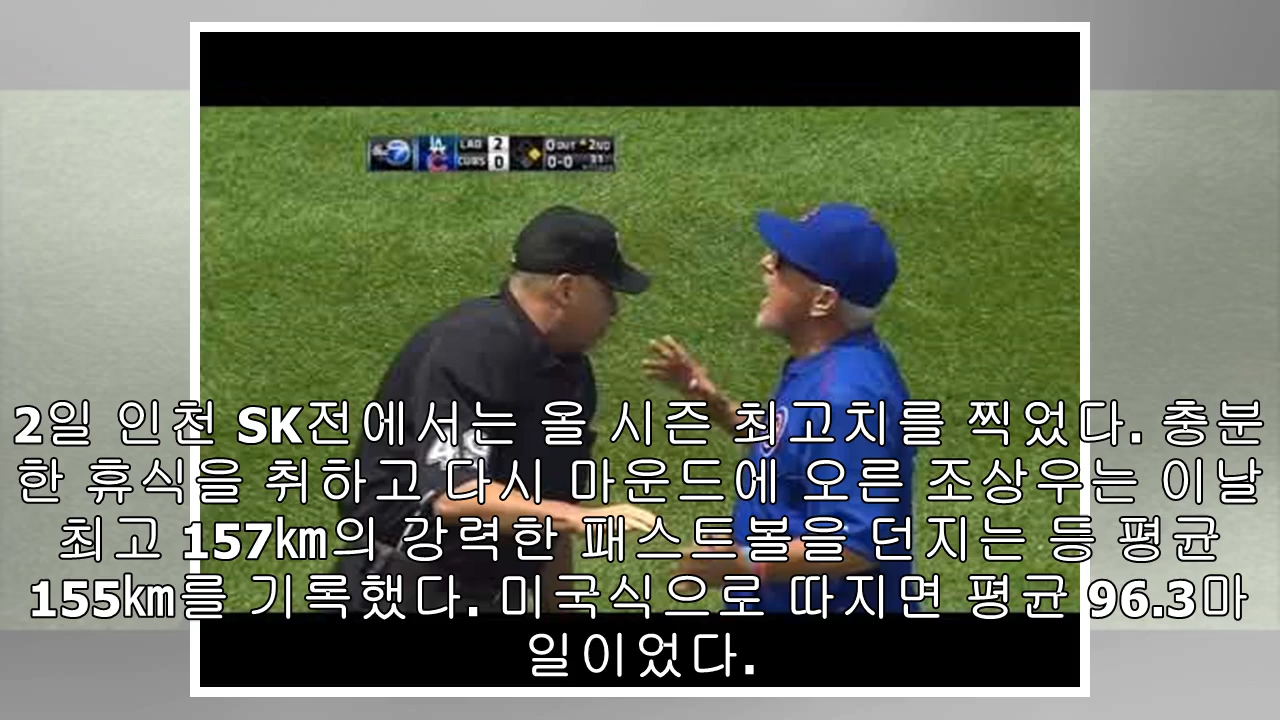 LAD 2 0 OUT 2ND
CUBS 0 0-0 31
2일 인천 SK전에서는 올 시즌 최고치를 찍었다. 충분
한 휴식을 취하고 다시 마운드에 오른 조상우는 이날
최고 157㎞의 강력한 패스트볼을 던지는 등 평균
155㎞를 기록했다. 미국식으로 따지면 평균 96.3마
일이었다.